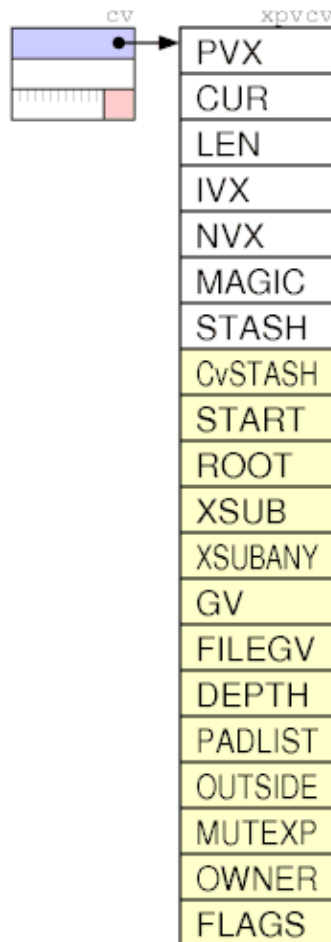 cv xpvcv
PVX
CUR
LEN
IVX
NVX
MAGIC
STASH
CvSTASH
START
ROOT
XSUB
XSUBANY
GV
FILEGV
DEPTH
PADLIST
OUTSIDE
MUTEXP
OWNER
FLAGS